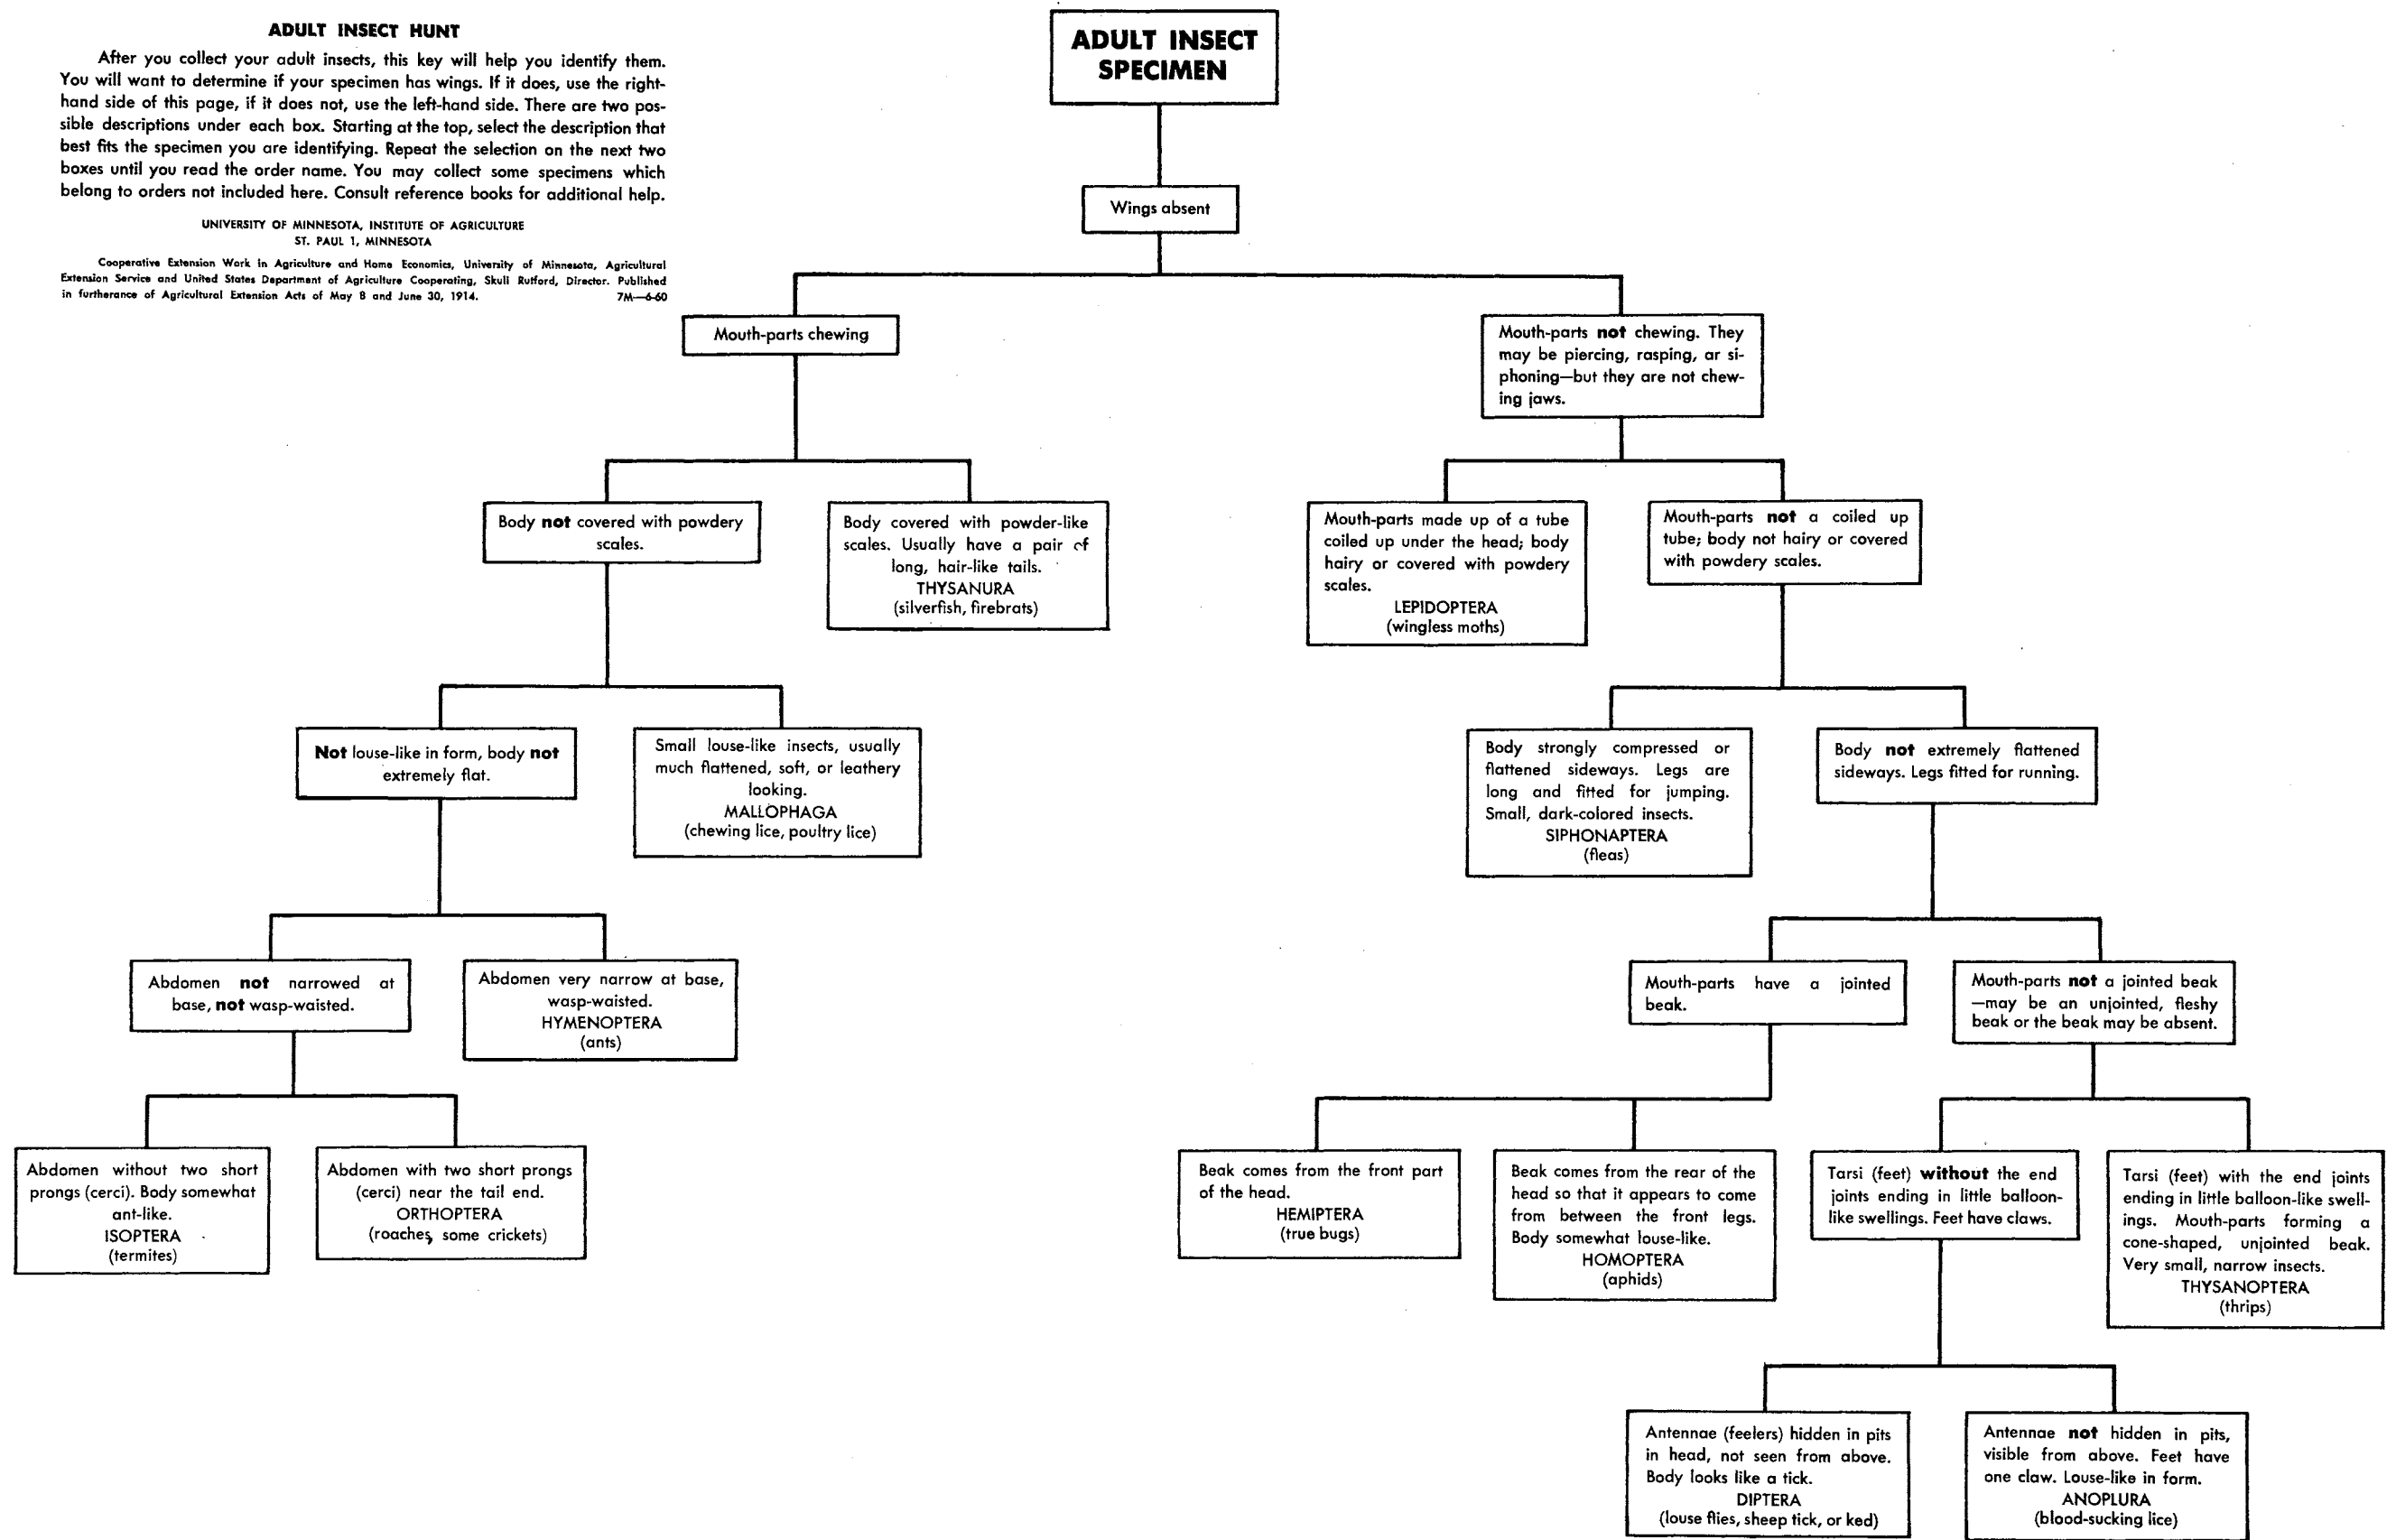 ADULT INSECT HUNT
After you collect your adult insects, this key will help you identify them.
You will want to determine if your specimen has wings. If it does, use the right-
hand side of this page, if it does not, use the left-hand side. There are two pos-
sible descriptions under each box. Starting at the top, select the description that
best fits the specimen you are identifying. Repeat the selection on the next two
boxes until you read the order name. You may collect some specimens which
belong to orders not included here. Consult reference books for additional help.
UNIVERSITY OF MINNESOTA, INSTITUTE OF AGRICULTURE
ST. PAUL 1, MINNESOTA
Cooperative Extension Work in Agriculture and Home Economics, University of Minnesota, Agricultural
Extension Service and United States Department of Agriculture Cooperating, Skuli Rutford, Director. Published
in furtherance of Agricultural Extension Acts of May 8 and June 30, 1914. 7M—6-60
ADULT INSECT
SPECIMEN
Wings absent
Mouth-parts chewing
Mouth-parts not chewing. They
may be piercing, rasping, ar si-
phoning—but they are not chew-
ing jaws.
Body not covered with powdery
scales.
Body covered with powder-like
scales. Usually have a pair of
long, hair-like tails.
THYSANURA
(silverfish, firebrats)
Mouth-parts made up of a tube
coiled up under the head; body
hairy or covered with powdery
scales.
LEPIDOPTERA
(wingless moths)
Mouth-parts not a coiled up
tube; body not hairy or covered
with powdery scales.
Not louse-like in form, body not
extremely flat.
Small louse-like insects, usually
much flattened, soft, or leathery
looking.
MALLOPHAGA
(chewing lice, poultry lice)
Body strongly compressed or
flattened sideways. Legs are
long and fitted for jumping.
Small, dark-colored insects.
SIPHONAPTERA
(fleas)
Body not extremely flattened
sideways. Legs fitted for running.
Abdomen not narrowed at
base, not wasp-waisted.
Abdomen very narrow at base,
wasp-waisted.
HYMENOPTERA
(ants)
Mouth-parts have a jointed
beak.
Mouth-parts not a jointed beak
—may be an unjointed, fleshy
beak or the beak may be absent.
Abdomen without two short
prongs (cerci). Body somewhat
ant-like.
ISOPTERA
(termites)
Abdomen with two short prongs
(cerci) near the tail end.
ORTHOPTERA
(roaches, some crickets)
Beak comes from the front part
of the head.
HEMIPTERA
(true bugs)
Beak comes from the rear of the
head so that it appears to come
from between the front legs.
Body somewhat louse-like.
HOMOPTERA
(aphids)
Tarsi (feet) without the end
joints ending in little balloon-
like swellings. Feet have claws.
Tarsi (feet) with the end joints
ending in little balloon-like swell-
ings. Mouth-parts forming a
cone-shaped, unjointed beak.
Very small, narrow insects.
THYSANOPTERA
(thrips)
Antennae (feelers) hidden in pits
in head, not seen from above.
Body looks like a tick.
DIPTERA
(louse flies, sheep tick, or ked)
Antennae not hidden in pits,
visible from above. Feet have
one claw. Louse-like in form.
ANOPLURA
(blood-sucking lice)